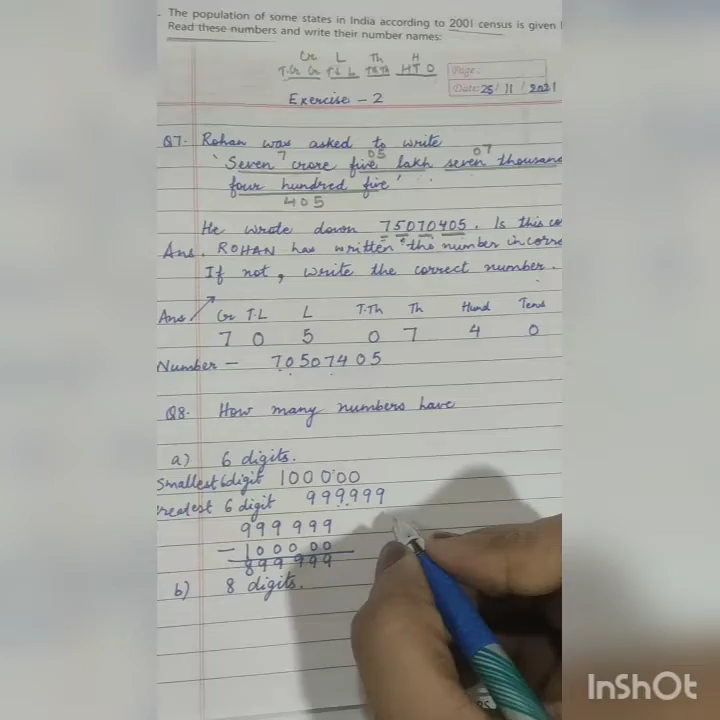 The population of some states in India according to 2001 census is given
Read these numbers and write their number names:
Cr L Th H
T.Cr Cr T.L L T.Th Th H T O
Page.
Date: 25/11/2021
Exercise - 2
Q7. Rohan was asked to write
7 05 07
'Seven crore five lakh seven thousand
four hundred five'
405
He wrote down 75070405. Is this
Ans. ROHAN has written the number
If not, write the correct number.
Ans Cr T.L L T.Th Th Hund Tens
7 0 5 0 7 4 0
Number - 70507405
Q8. How many numbers have
a) 6 digits.
Smallest 6 digit 100000
reatest 6 digit 999999
999999
- 100000
899999
b) 8 digits.
InShOt